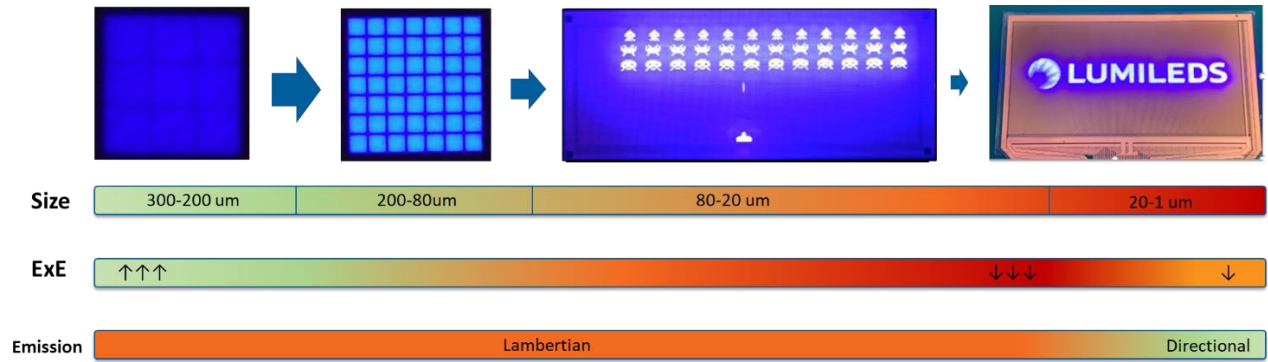 LUMILEDS
Size 300-200 um 200-80um 80-20 um 20-1 um
ExE ↑↑↑ ↓↓↓ ↓
Emission Lambertian Directional